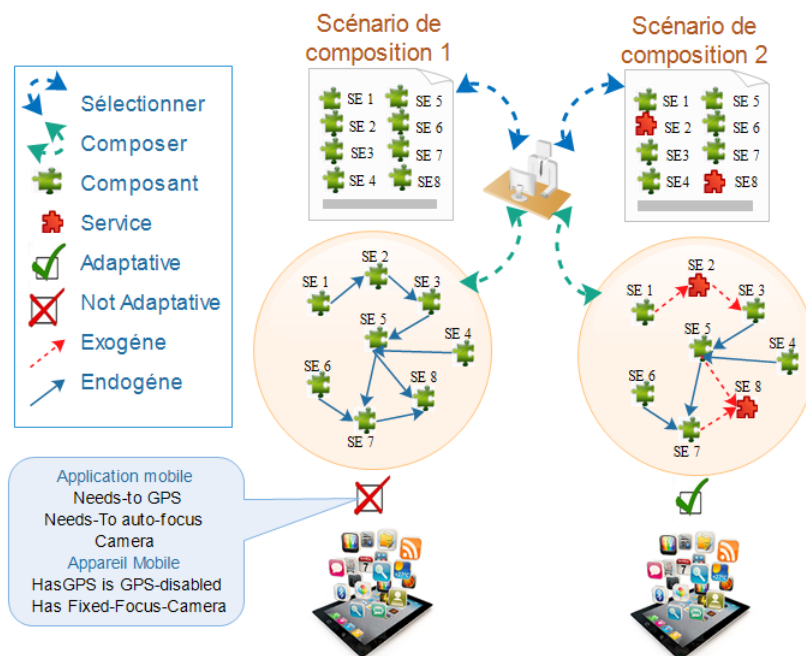 Scénario de
composition 1
Scénario de
composition 2
Sélectionner
Composer
Composant
Service
Adaptative
Not Adaptative
Exogéne
Endogéne
SE 1
SE 5
SE 2
SE 6
SE3
SE 7
SE 4
SE8
SE 1
SE 5
SE 2
SE 6
SE3
SE 7
SE4
SE8
SE 2
SE 1
SE 3
SE 5
SE 4
SE 6
SE 8
SE 7
SE 2
SE 1
SE 3
SE 5
SE 4
SE 6
SE 8
SE 7
Application mobile
Needs-to GPS
Needs-To auto-focus
Camera
Appareil Mobile
HasGPS is GPS-disabled
Has Fixed-Focus-Camera